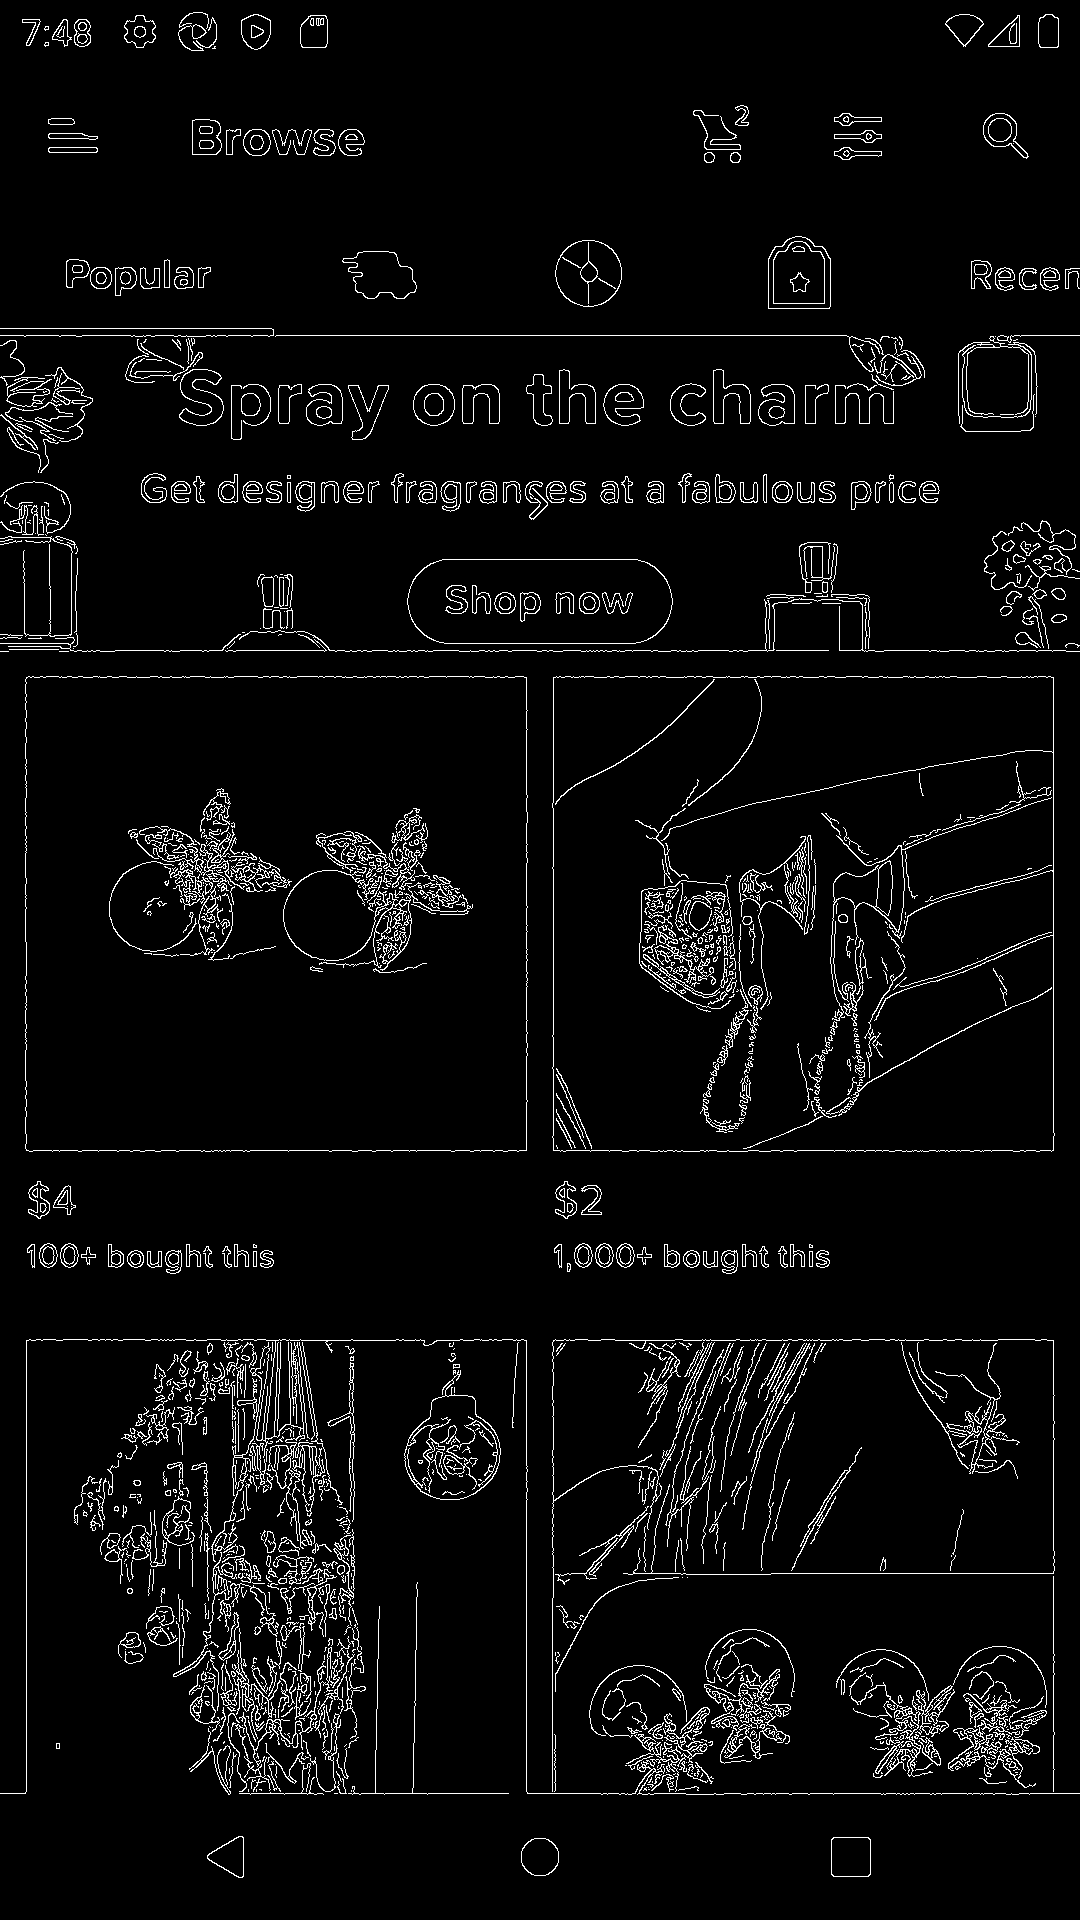 7:48
Browse
2
Popular
Recen
Spray on the charm
Get designer fragrances at a fabulous price
Shop now
$4
$2
100+ bought this
1,000+ bought this